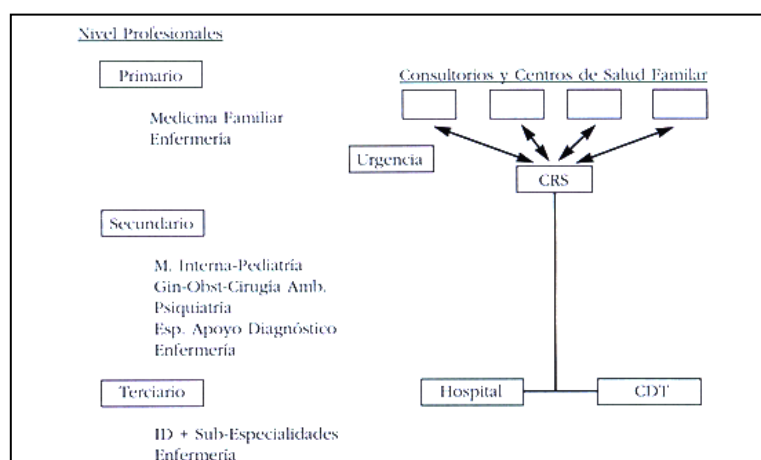 Nivel Profesionales
Primario
Medicina Familiar
Enfermería
Secundario
M. Interna-Pediatría
Gin-Obst-Cirugía Amb.
Psiquiatría
Esp. Apoyo Diagnóstico
Enfermería
Terciario
ID + Sub-Especialidades
Enfermería
Consultorios y Centros de Salud Familar
Urgencia
CRS
Hospital
CDT